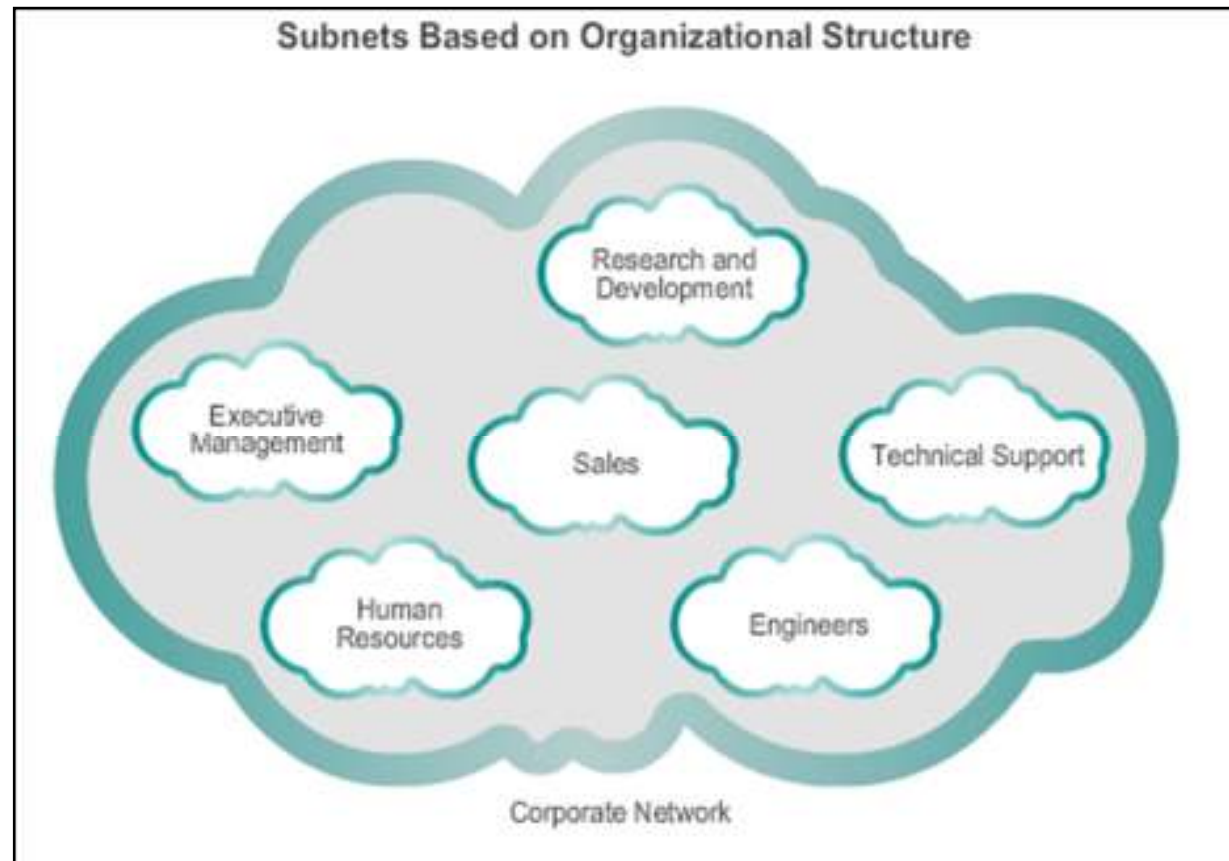 Subnets Based on Organizational Structure
Research and
Development
Executive
Management
Sales
Technical Support
Human
Resources
Engineers
Corporate Network